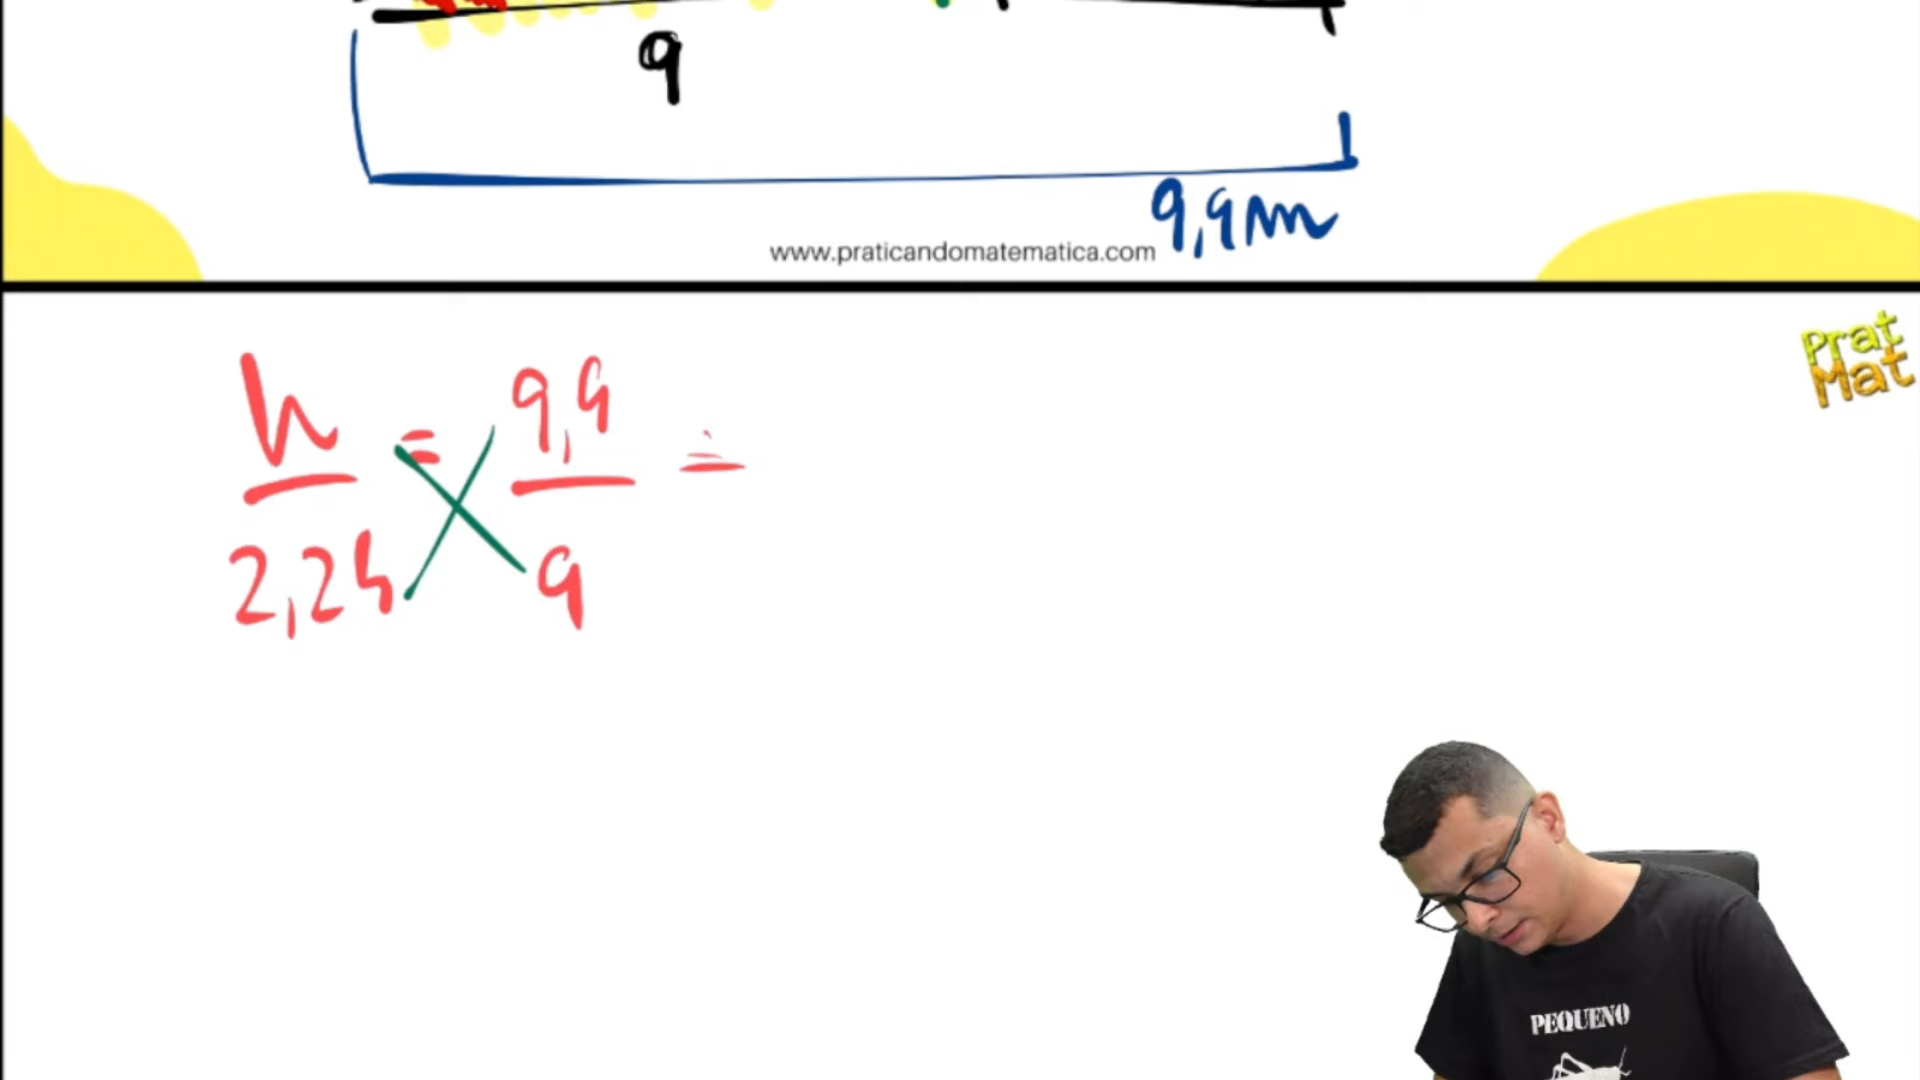 9
9,9m
www.praticandomatematica.com
Prat
Mat
h = 9,9 =
2,24 9
PEQUENO